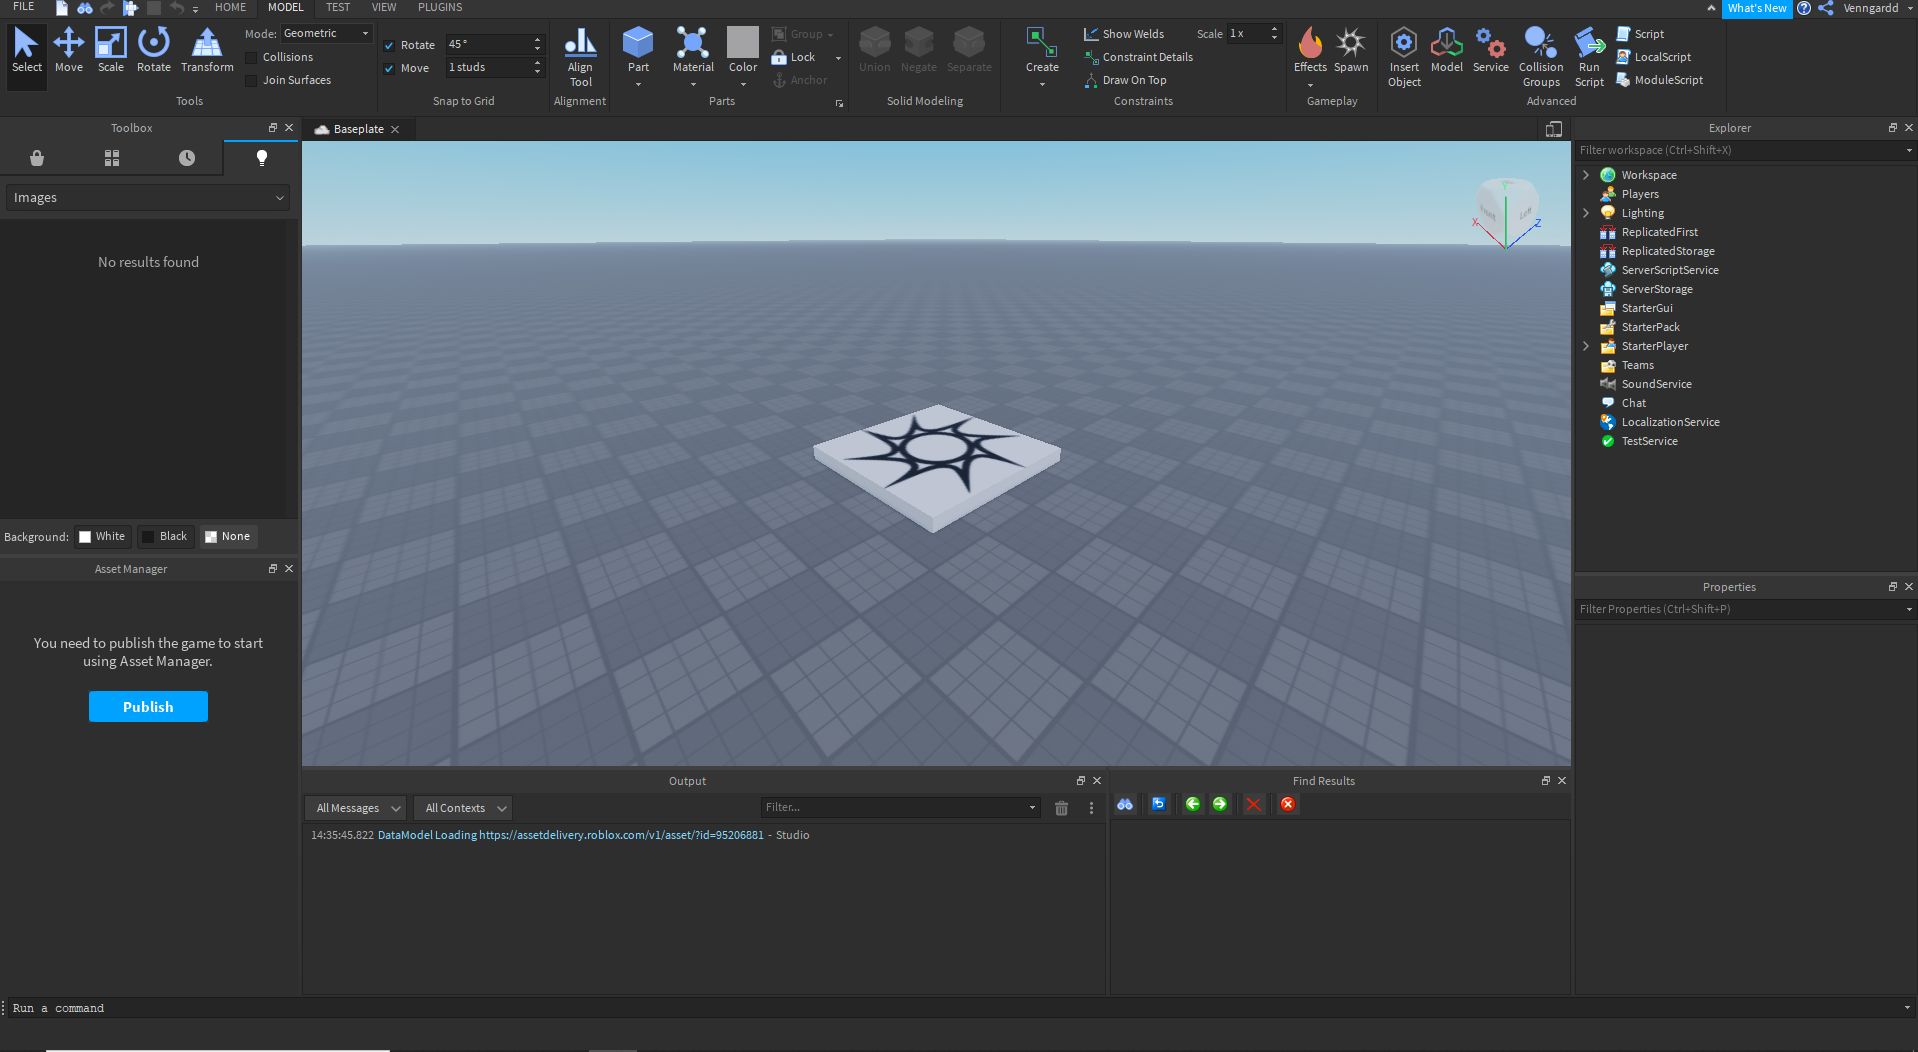 FILE
HOME
MODEL
TEST
VIEW
PLUGINS
What's New
Venngardd
Select
Move
Scale
Rotate
Transform
Mode: Geometric
Collisions
Join Surfaces
Tools
Rotate 45°
Move 1 studs
Snap to Grid
Align Tool
Alignment
Part
Material
Color
Group
Lock
Anchor
Parts
Union
Negate
Separate
Solid Modeling
Create
Show Welds
Scale 1 x
Constraint Details
Draw On Top
Constraints
Effects
Spawn
Gameplay
Insert Object
Model
Service
Collision Groups
Run Script
Script
LocalScript
ModuleScript
Advanced
Toolbox
Images
No results found
Background: White Black None
Asset Manager
You need to publish the game to start
using Asset Manager.
Publish
Baseplate
Y
X
Z
Front
Left
Explorer
Filter workspace (Ctrl+Shift+X)
Workspace
Players
Lighting
ReplicatedFirst
ReplicatedStorage
ServerScriptService
ServerStorage
StarterGui
StarterPack
StarterPlayer
Teams
SoundService
Chat
LocalizationService
TestService
Properties
Filter Properties (Ctrl+Shift+P)
Output
All Messages
All Contexts
Filter...
14:35:45.822 DataModel Loading https://assetdelivery.roblox.com/v1/asset/?id=95206881 - Studio
Find Results
Run a command